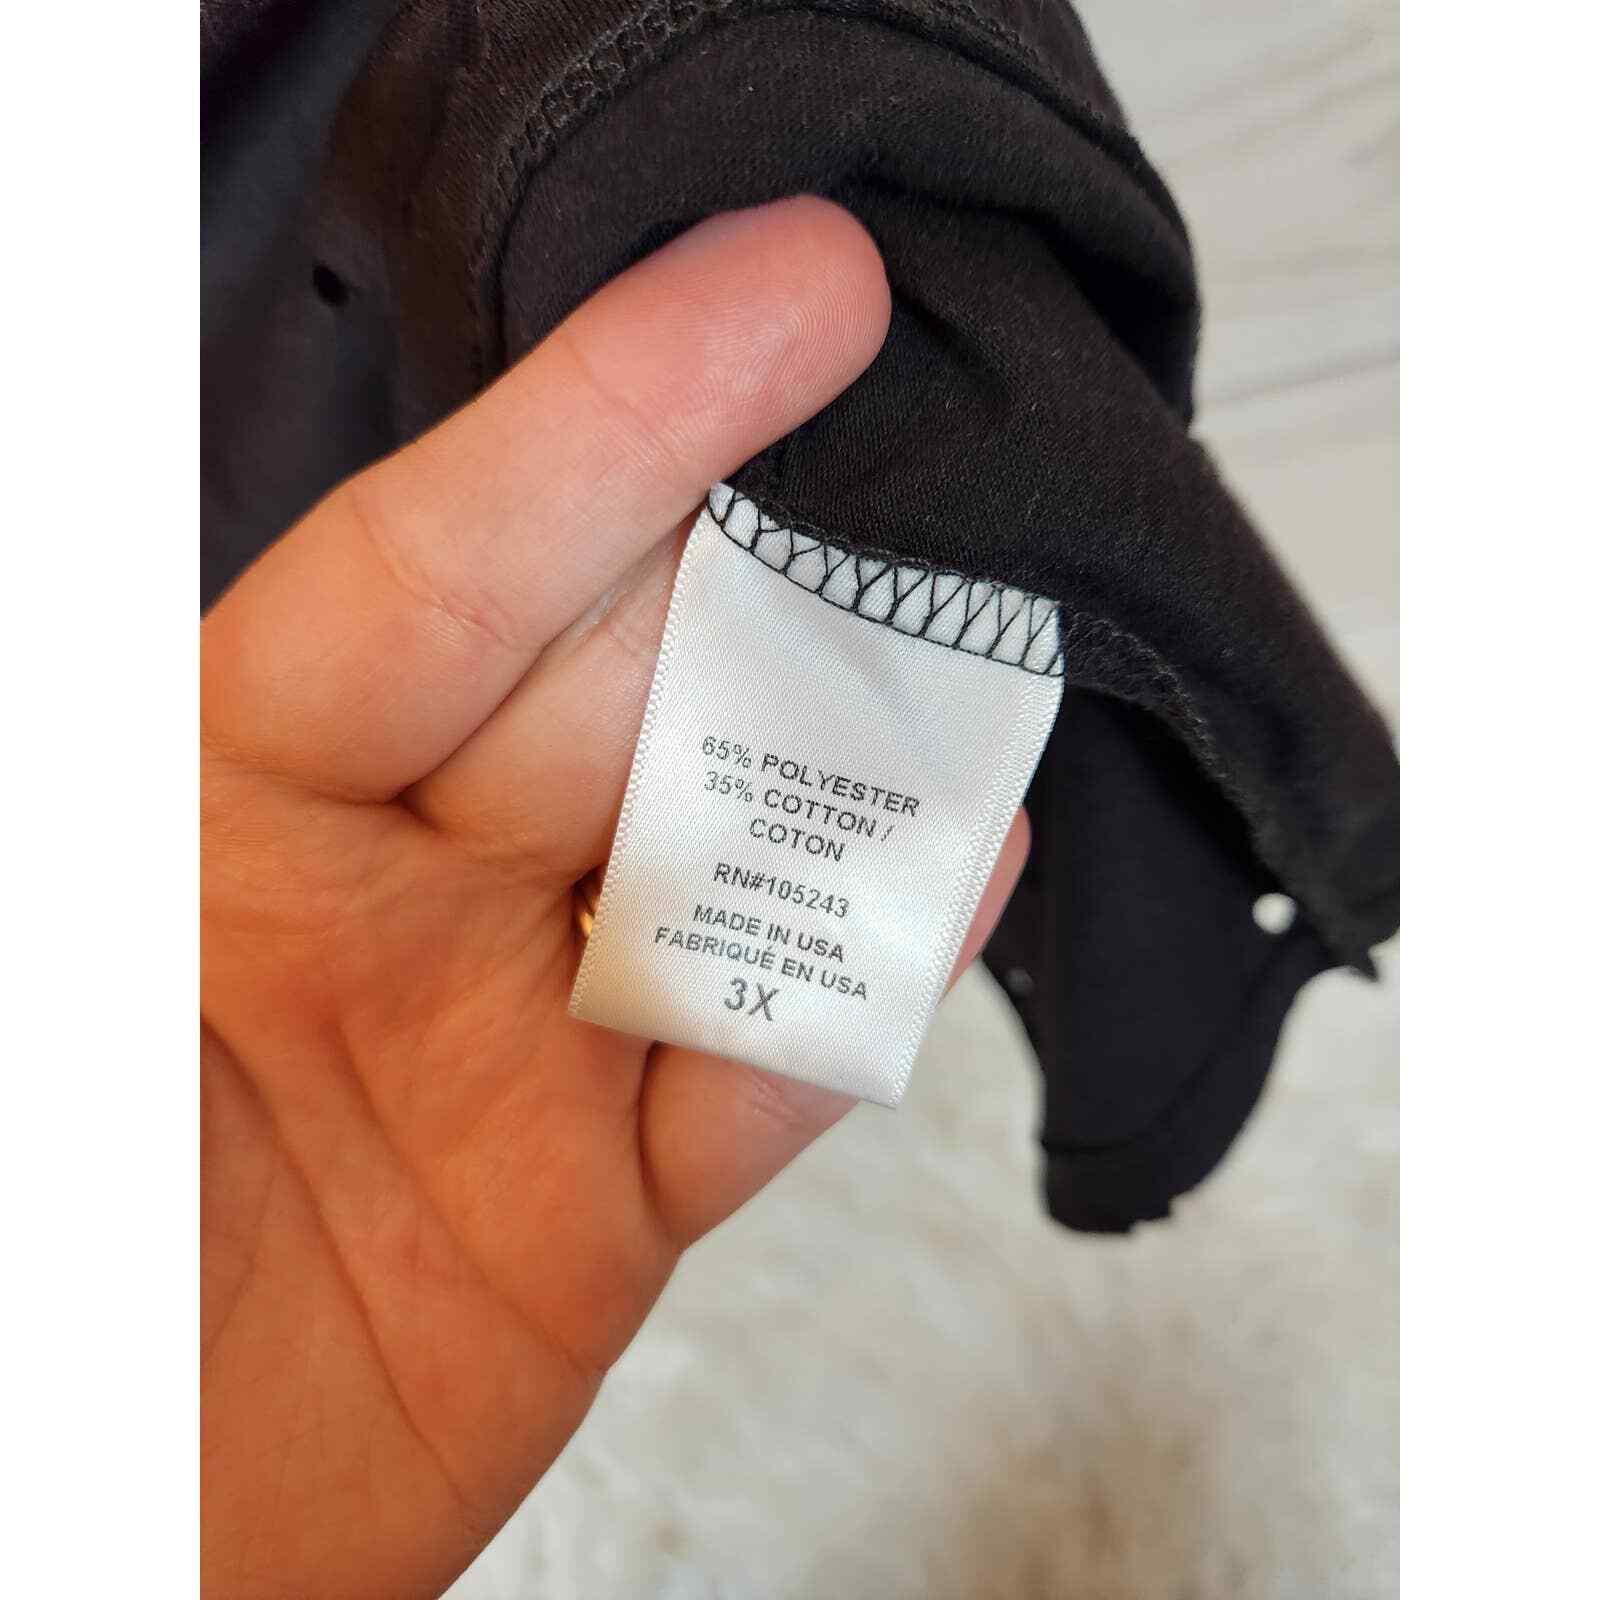 65% POLYESTER
35% COTTON /
COTON
RN#105243
MADE IN USA
FABRIQUÉ EN USA
3X